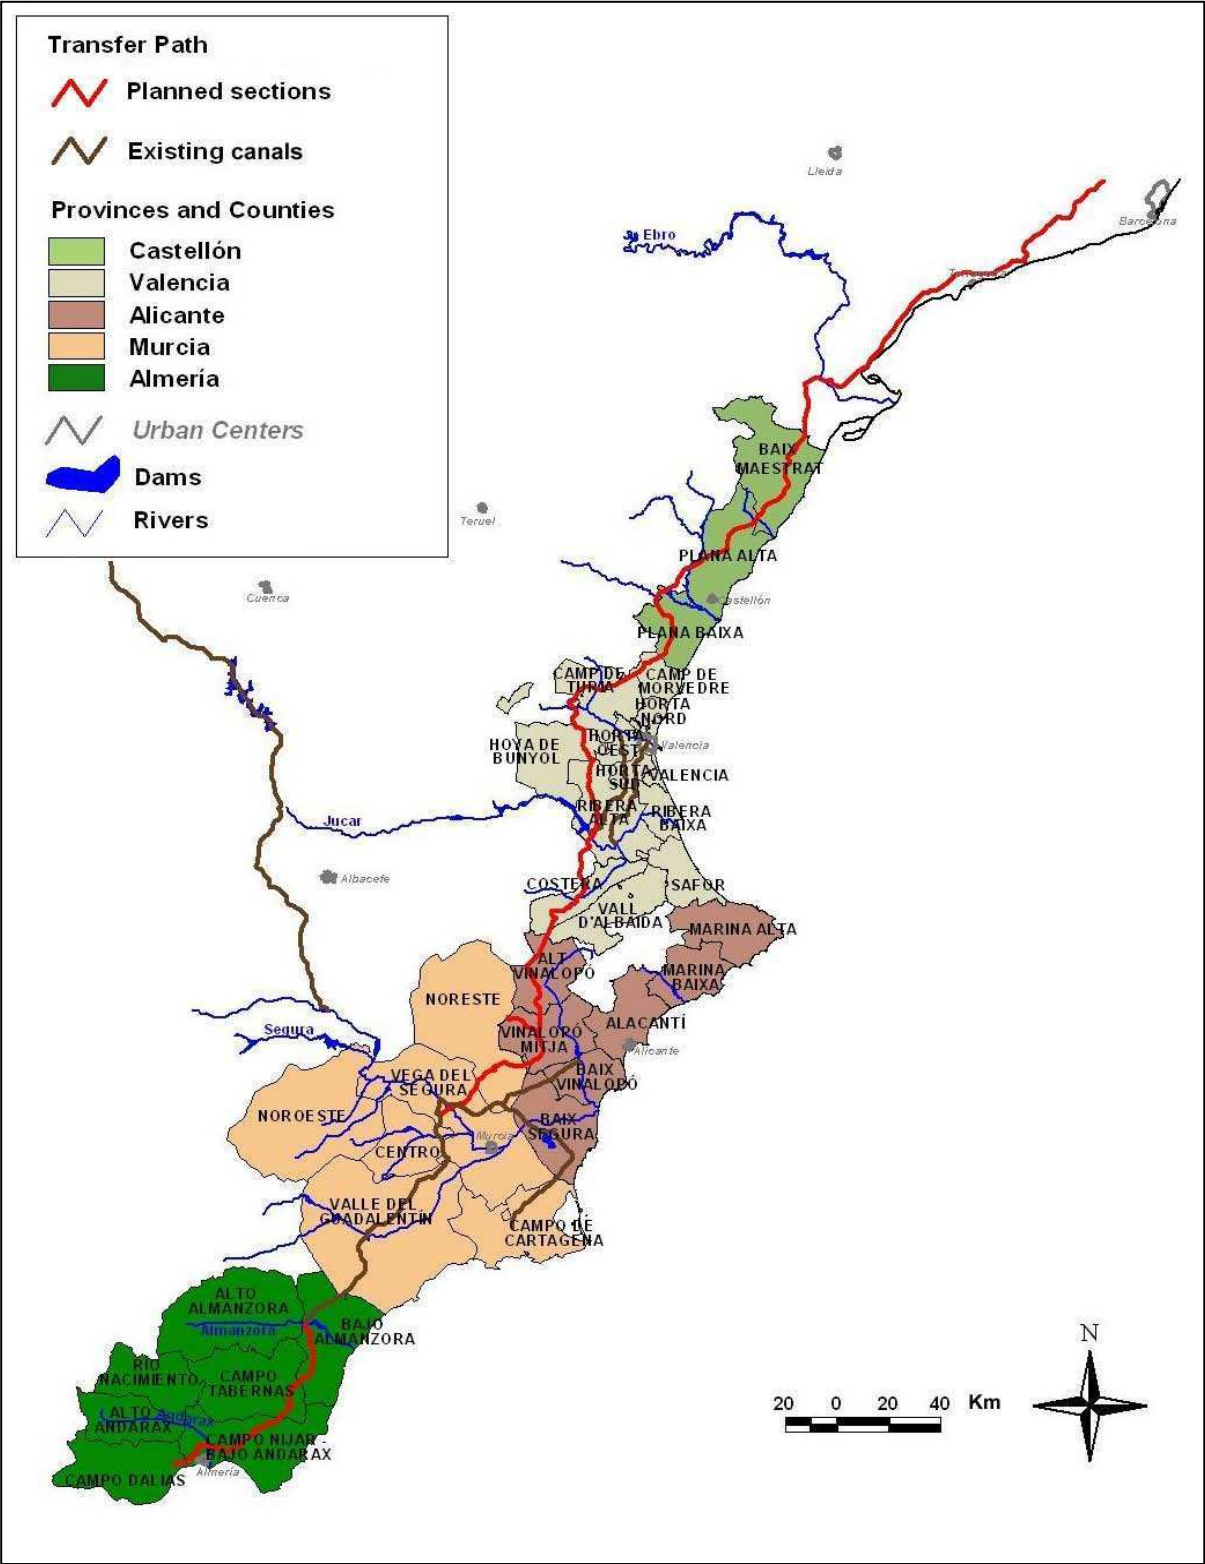 Transfer Path
Planned sections
Existing canals
Provinces and Counties
Castellón
Valencia
Alicante
Murcia
Almería
Urban Centers
Dams
Rivers
Lleida
Barcelona
Ebro
BAIX
MAESTRAT
Teruel
PLANA ALTA
Cuenca
Castellón
PLANA BAIXA
CAMP DE
TURIA
CAMP DE
MORVEDRE
HORTA
NORD
HOYA DE
BUNYOL
HORTA
OEST
Valencia
HORTA
SUD
VALENCIA
RIBERA
ALTA
RIBERA
BAIXA
Jucar
Albacete
COSTERA
SAFOR
VALL
D'ALBAIDA
MARINA ALTA
ALT
VINALOPÓ
MARINA
BAIXA
NORESTE
ALACANTÍ
Segura
VINALOPÓ
MITJA
Alicante
VEGA DEL
SEGURA
BAIX
VINALOPÓ
NOROESTE
BAIX
SEGURA
Murcia
CENTRO
VALLE DEL
GUADALENTÍN
CAMPO DE
CARTAGENA
ALTO
ALMANZORA
Almanzora
BAJO
ALMANZORA
RIO
NACIMIENTO
CAMPO
TABERNAS
ALTO
ANDARAX
Andarax
CAMPO NIJAR -
BAJO ANDARAX
Almería
CAMPO DALIAS
N
20 0 20 40 Km